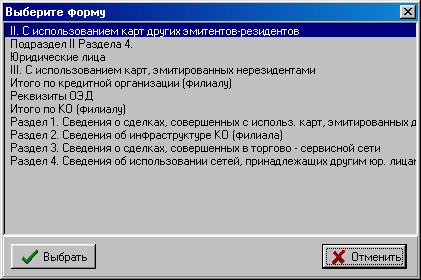 Выберите форму
II. С использованием карт других эмитентов-резидентов
Подраздел II Раздела 4.
Юридические лица
III. С использованием карт, эмитированных нерезидентами
Итого по кредитной организации (филиалу)
Реквизиты ОЭД
Итого по КО (филиалу)
Раздел 1. Сведения о сделках, совершенных с использ. карт, эмитированных д
Раздел 2. Сведения об инфраструктуре КО (филиала)
Раздел 3. Сведения о сделках, совершенных в торгово - сервисной сети
Раздел 4. Сведения об использовании сетей, принадлежащих другим юр. лицам
Выбрать
Отменить